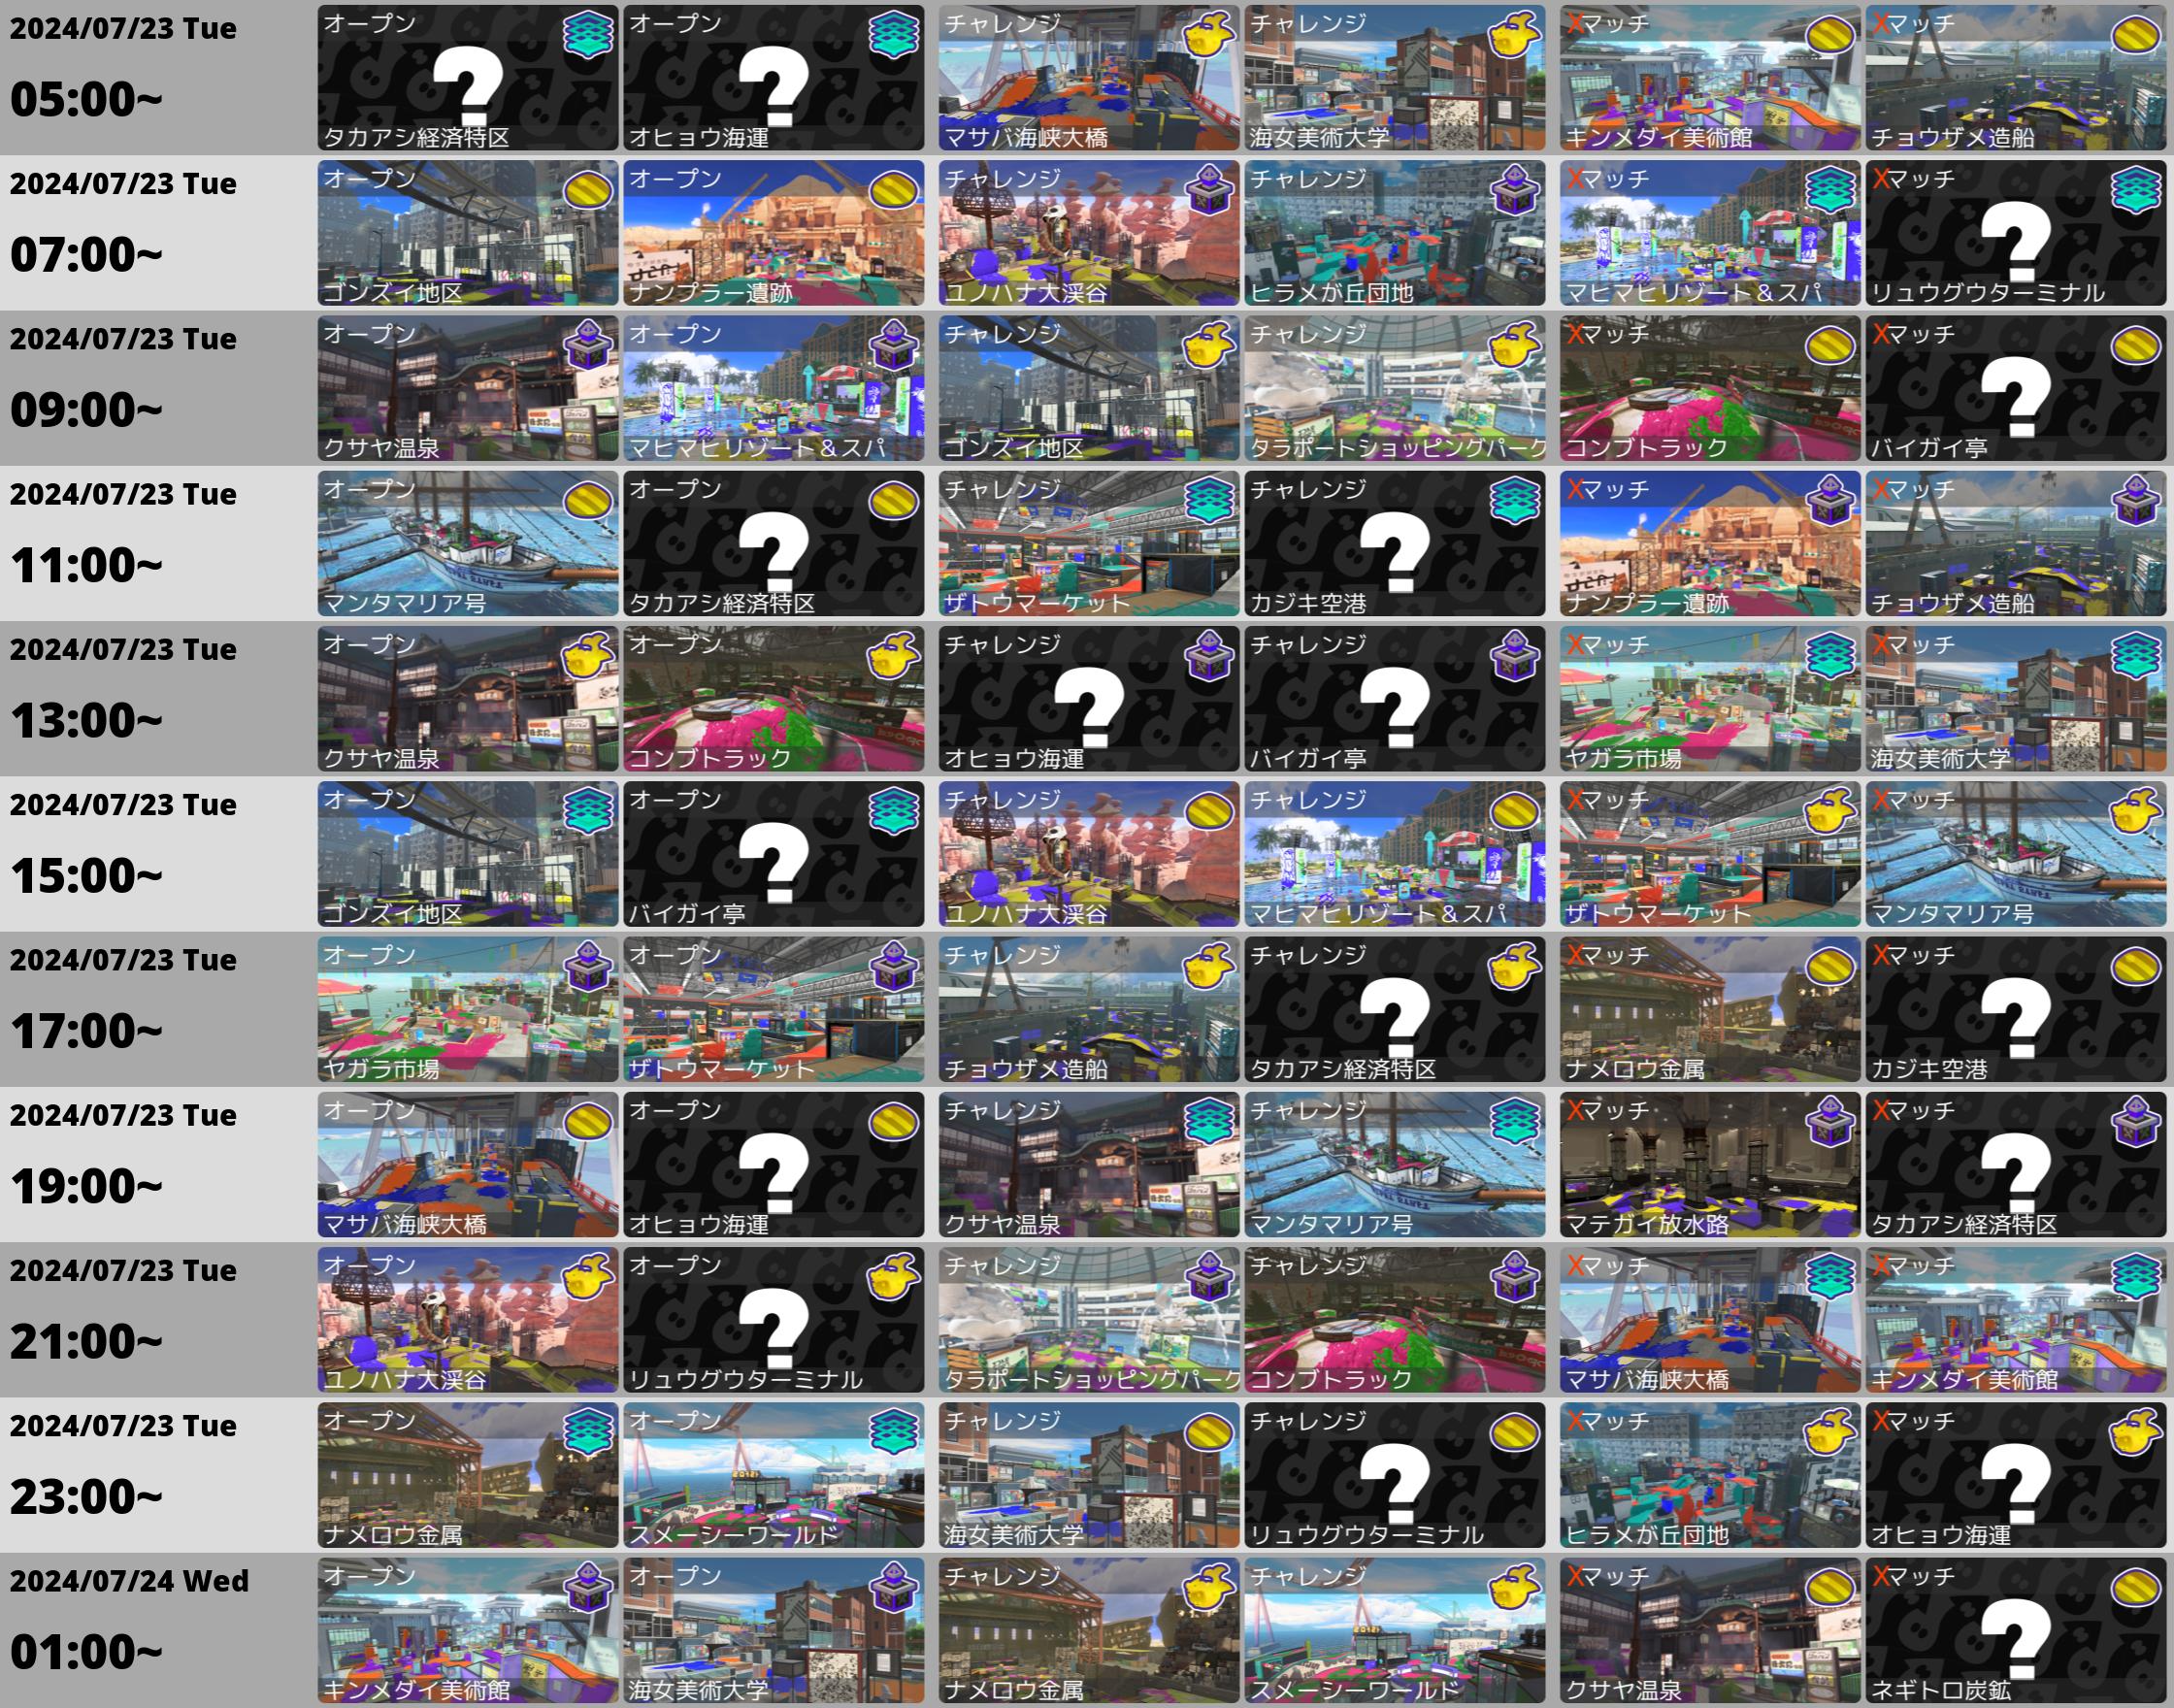 2024/07/23 Tue
05:00~
オープン
タカアシ経済特区
オープン
オヒョウ海運
チャレンジ
マサバ海峡大橋
チャレンジ
海女美術大学
Xマッチ
キンメダイ美術館
Xマッチ
チョウザメ造船
2024/07/23 Tue
07:00~
オープン
ゴンズイ地区
オープン
ナンプラー遺跡
チャレンジ
ユノハナ大渓谷
チャレンジ
ヒラメが丘団地
Xマッチ
マヒマヒリゾート＆スパ
Xマッチ
リュウグウターミナル
2024/07/23 Tue
09:00~
オープン
クサヤ温泉
オープン
マヒマヒリゾート＆スパ
チャレンジ
ゴンズイ地区
チャレンジ
タラポートショッピングパーク
Xマッチ
コンブトラック
Xマッチ
バイガイ亭
2024/07/23 Tue
11:00~
オープン
マンタマリア号
オープン
タカアシ経済特区
チャレンジ
ザトウマーケット
チャレンジ
カジキ空港
Xマッチ
ナンプラー遺跡
Xマッチ
チョウザメ造船
2024/07/23 Tue
13:00~
オープン
クサヤ温泉
オープン
コンブトラック
チャレンジ
オヒョウ海運
チャレンジ
バイガイ亭
Xマッチ
ヤガラ市場
Xマッチ
海女美術大学
2024/07/23 Tue
15:00~
オープン
ゴンズイ地区
オープン
バイガイ亭
チャレンジ
ユノハナ大渓谷
チャレンジ
マヒマヒリゾート＆スパ
Xマッチ
ザトウマーケット
Xマッチ
マンタマリア号
2024/07/23 Tue
17:00~
オープン
ヤガラ市場
オープン
ザトウマーケット
チャレンジ
チョウザメ造船
チャレンジ
タカアシ経済特区
Xマッチ
ナメロウ金属
Xマッチ
カジキ空港
2024/07/23 Tue
19:00~
オープン
マサバ海峡大橋
オープン
オヒョウ海運
チャレンジ
クサヤ温泉
チャレンジ
マンタマリア号
Xマッチ
マテガイ放水路
Xマッチ
タカアシ経済特区
2024/07/23 Tue
21:00~
オープン
ユノハナ大渓谷
オープン
リュウグウターミナル
チャレンジ
タラポートショッピングパーク
チャレンジ
コンブトラック
Xマッチ
マサバ海峡大橋
Xマッチ
キンメダイ美術館
2024/07/23 Tue
23:00~
オープン
ナメロウ金属
オープン
スメーシーワールド
チャレンジ
海女美術大学
チャレンジ
リュウグウターミナル
Xマッチ
ヒラメが丘団地
Xマッチ
オヒョウ海運
2024/07/24 Wed
01:00~
オープン
キンメダイ美術館
オープン
海女美術大学
チャレンジ
ナメロウ金属
チャレンジ
スメーシーワールド
Xマッチ
クサヤ温泉
Xマッチ
ネギトロ炭鉱